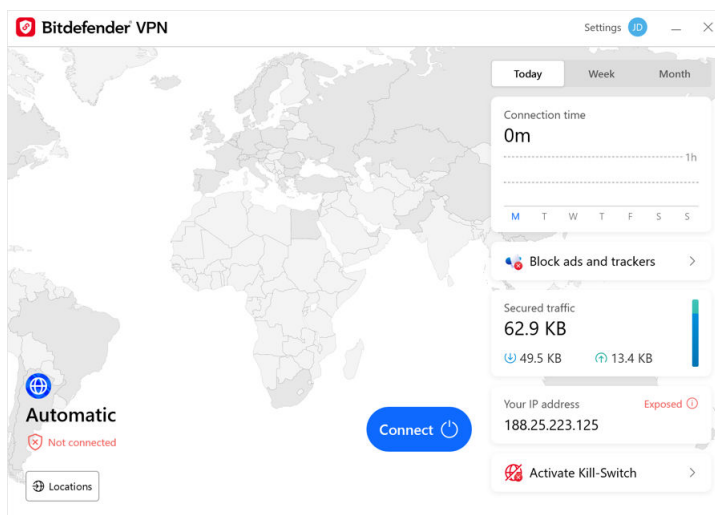 Bitdefender® VPN
Settings JD
Today Week Month
Connection time
0m
1h
M T W T F S S
Block ads and trackers
Secured traffic
62.9 KB
49.5 KB 13.4 KB
Your IP address Exposed
188.25.223.125
Activate Kill-Switch
Automatic
Not connected
Locations
Connect